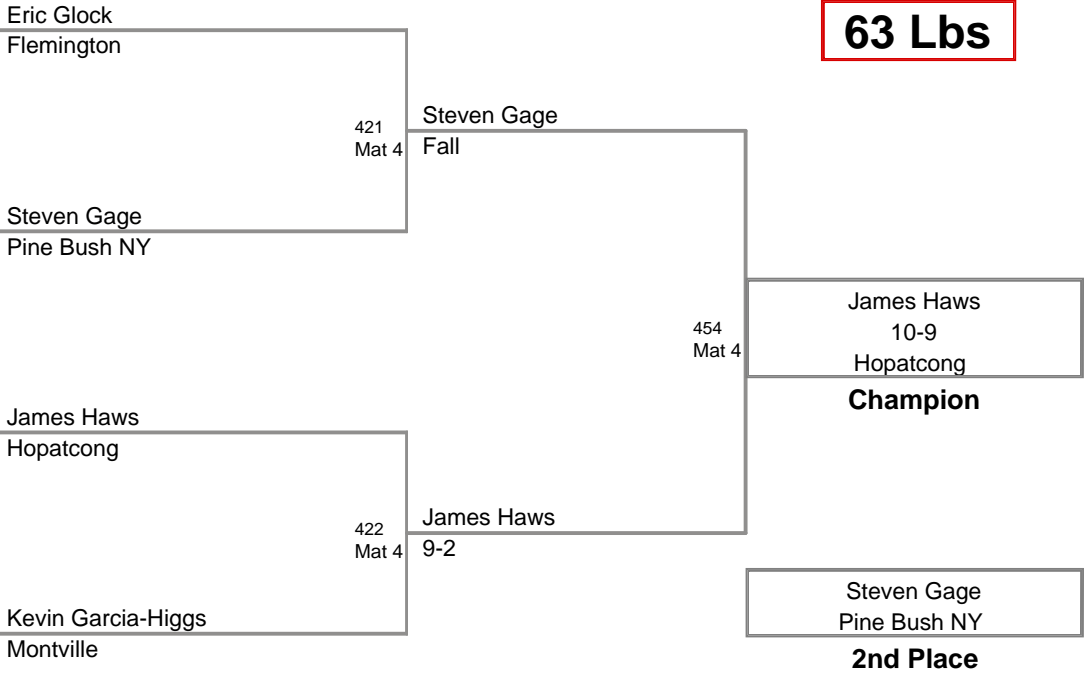 Eric Glock
Flemington
63 Lbs
421
Mat 4
Steven Gage
Fall
Steven Gage
Pine Bush NY
James Haws
10-9
Hopatcong
Champion
454
Mat 4
James Haws
Hopatcong
422
Mat 4
James Haws
9-2
Kevin Garcia-Higgs
Montville
Steven Gage
Pine Bush NY
2nd Place